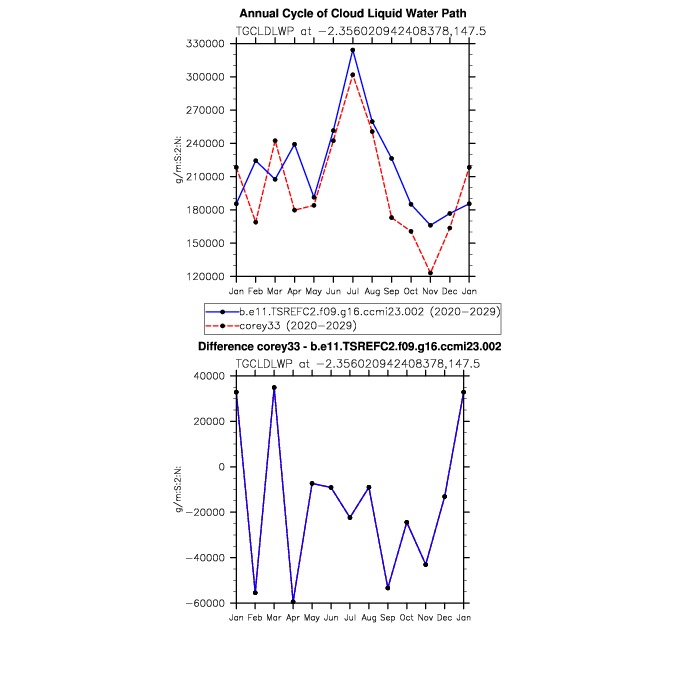 Annual Cycle of Cloud Liquid Water Path
TGCLDLWP at −2.356020942408378,147.5
330000
300000
270000
240000
210000
180000
150000
120000
g/m:S:2:N:
Jan Feb Mar Apr May Jun Jul Aug Sep Oct Nov Dec Jan
b.e11.TSREFC2.f09.g16.ccmi23.002 (2020−2029)
corey33 (2020−2029)
Difference corey33 - b.e11.TSREFC2.f09.g16.ccmi23.002
TGCLDLWP at −2.356020942408378,147.5
40000
20000
0
−20000
−40000
−60000
g/m:S:2:N:
Jan Feb Mar Apr May Jun Jul Aug Sep Oct Nov Dec Jan